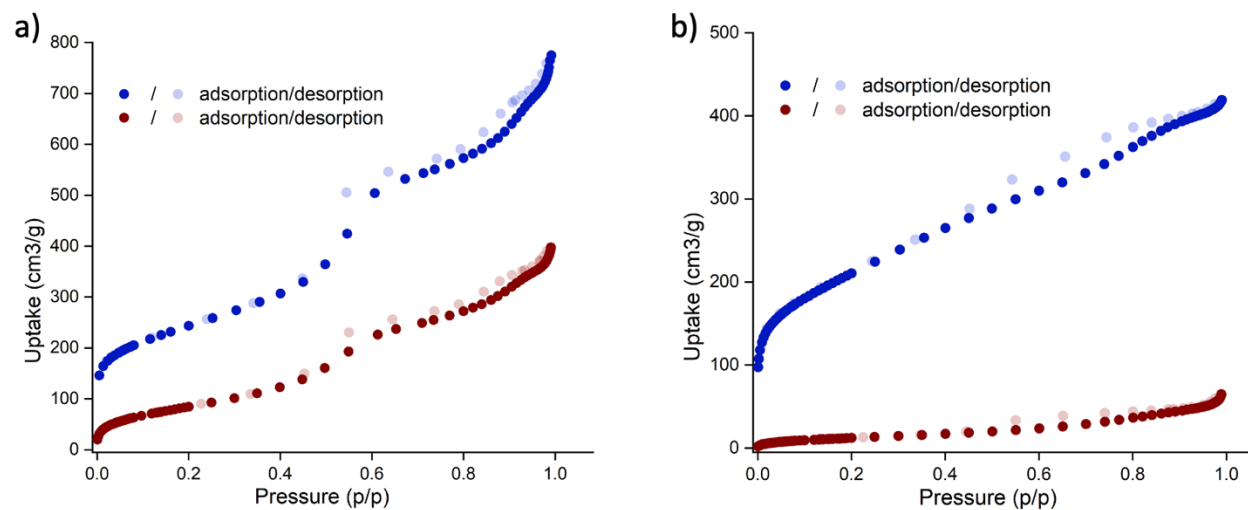 a)
800
700
600
500
400
300
200
100
0
Uptake (cm3/g)
/ adsorption/desorption
/ adsorption/desorption
0.0 0.2 0.4 0.6 0.8 1.0
Pressure (p/p)
b)
500
400
300
200
100
0
Uptake (cm3/g)
/ adsorption/desorption
/ adsorption/desorption
0.0 0.2 0.4 0.6 0.8 1.0
Pressure (p/p)